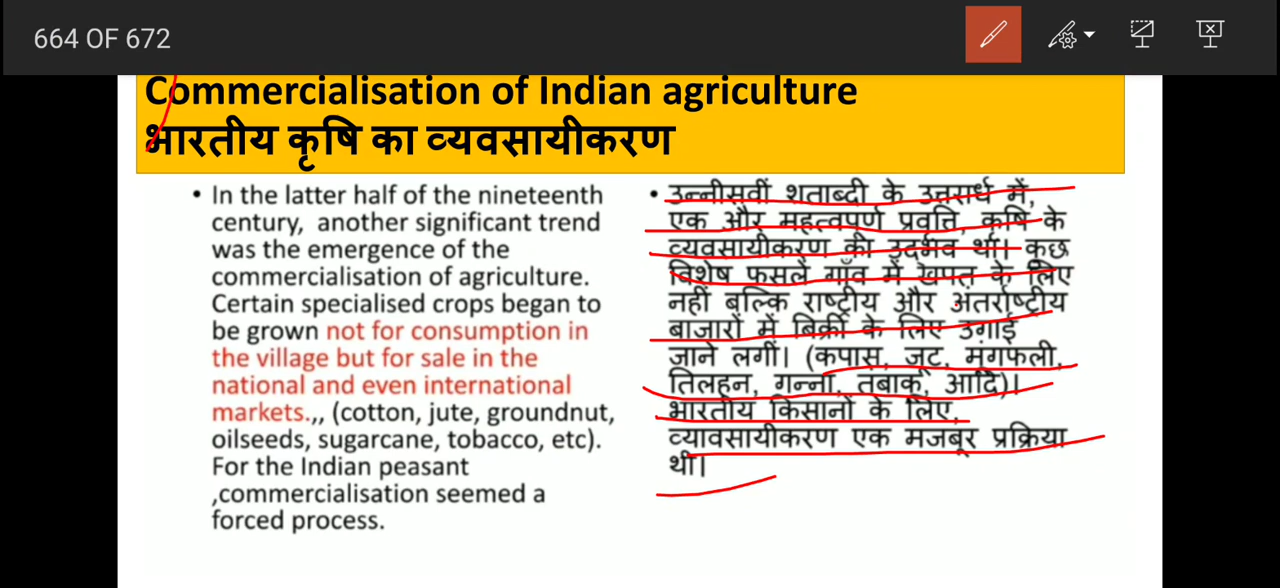 664 OF 672
Commercialisation of Indian agriculture
भारतीय कृषि का व्यवसायीकरण
• In the latter half of the nineteenth
century, another significant trend
was the emergence of the
commercialisation of agriculture.
Certain specialised crops began to
be grown not for consumption in
the village but for sale in the
national and even international
markets.,, (cotton, jute, groundnut,
oilseeds, sugarcane, tobacco, etc).
For the Indian peasant
,commercialisation seemed a
forced process.
• उन्नीसवीं शताब्दी के उत्तरार्ध में,
एक और महत्वपूर्ण प्रवृत्ति, कृषि के
व्यवसायीकरण की उदभव थी। कुछ
विशेष फसलें गाँव में खपत के लिए
नहीं बल्कि राष्ट्रीय और अंतर्राष्ट्रीय
बाजारों में बिक्री के लिए उगाई
जाने लगीं। (कपास, जूट, मूंगफली,
तिलहन, गन्ना, तंबाकू, आदि)।
भारतीय किसानों के लिए,
व्यावसायीकरण एक मजबूर प्रक्रिया
थी।